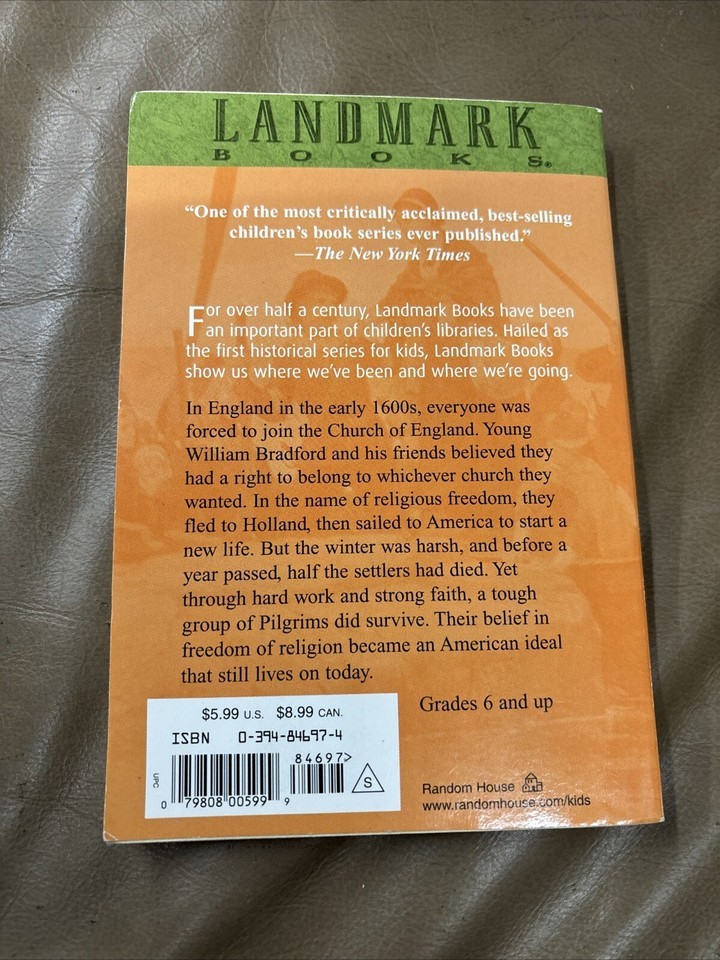 LANDMARK
BOOKS®
“One of the most critically acclaimed, best-selling
children’s book series ever published.”
—The New York Times
For over half a century, Landmark Books have been
an important part of children’s libraries. Hailed as
the first historical series for kids, Landmark Books
show us where we’ve been and where we’re going.
In England in the early 1600s, everyone was
forced to join the Church of England. Young
William Bradford and his friends believed they
had a right to belong to whichever church they
wanted. In the name of religious freedom, they
fled to Holland, then sailed to America to start a
new life. But the winter was harsh, and before a
year passed, half the settlers had died. Yet
through hard work and strong faith, a tough
group of Pilgrims did survive. Their belief in
freedom of religion became an American ideal
that still lives on today.
Grades 6 and up
$5.99 U.S. $8.99 CAN.
ISBN 0-394-84697-4
84697>
UPC
0 79808 00599 9
S
Random House
www.randomhouse.com/kids